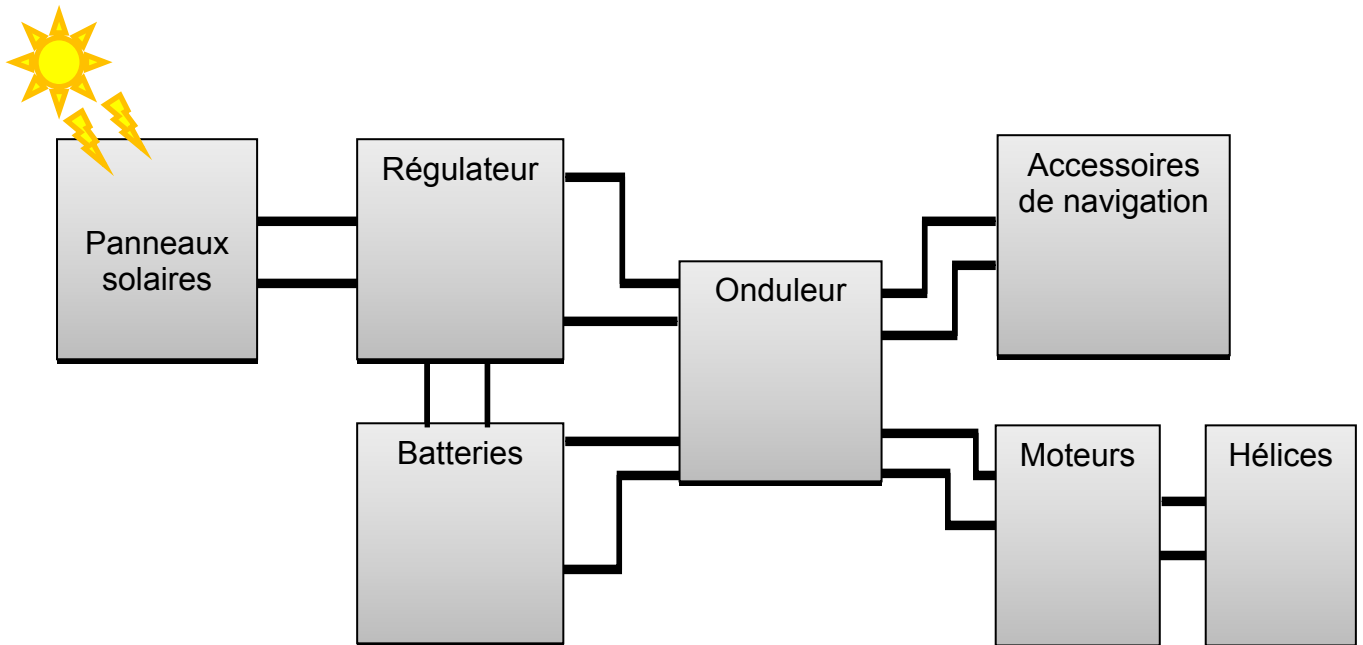 Panneaux
solaires
Régulateur
Batteries
Onduleur
Accessoires
de navigation
Moteurs
Hélices